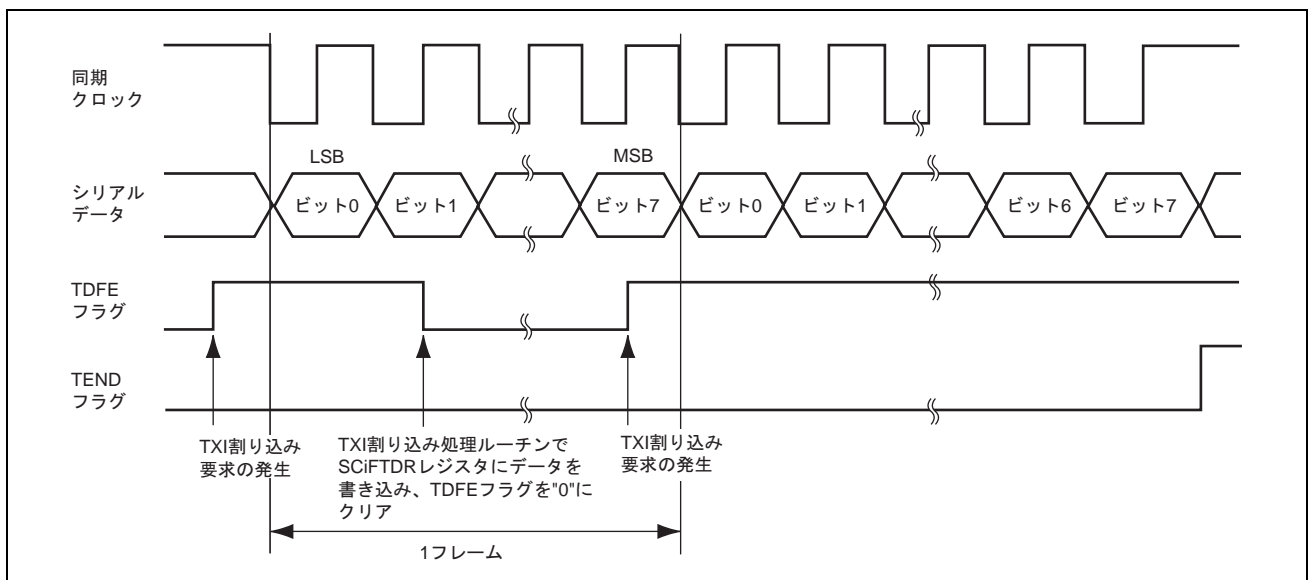 同期
クロック
LSB
MSB
シリアル
データ
ビット0
ビット1
ビット7
ビット0
ビット1
ビット6
ビット7
TDFE
フラグ
TEND
フラグ
TXI割り込み
要求の発生
TXI割り込み処理ルーチンで
SCiFTDRレジスタにデータを
書き込み、TDFEフラグを"0"に
クリア
TXI割り込み
要求の発生
1フレーム